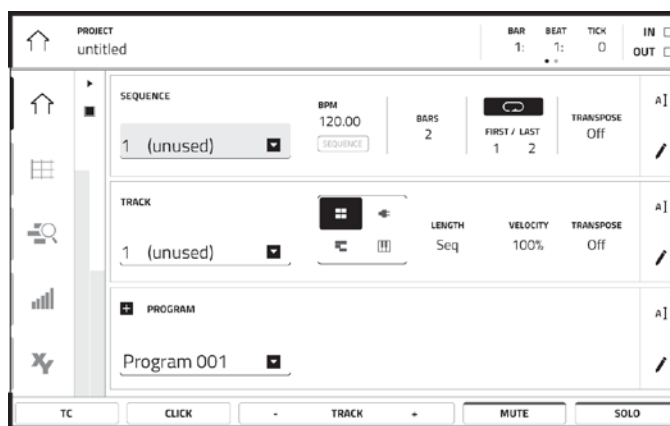 PROJECT
untitled
BAR BEAT TICK
1: 1: 0
IN
OUT
SEQUENCE
1 (unused)
BPM
120.00
SEQUENCE
BARS
2
FIRST / LAST
1 2
TRANSPOSE
Off
A
TRACK
1 (unused)
LENGTH
Seq
VELOCITY
100%
TRANSPOSE
Off
A
PROGRAM
Program 001
A
XY
TC CLICK - TRACK + MUTE SOLO